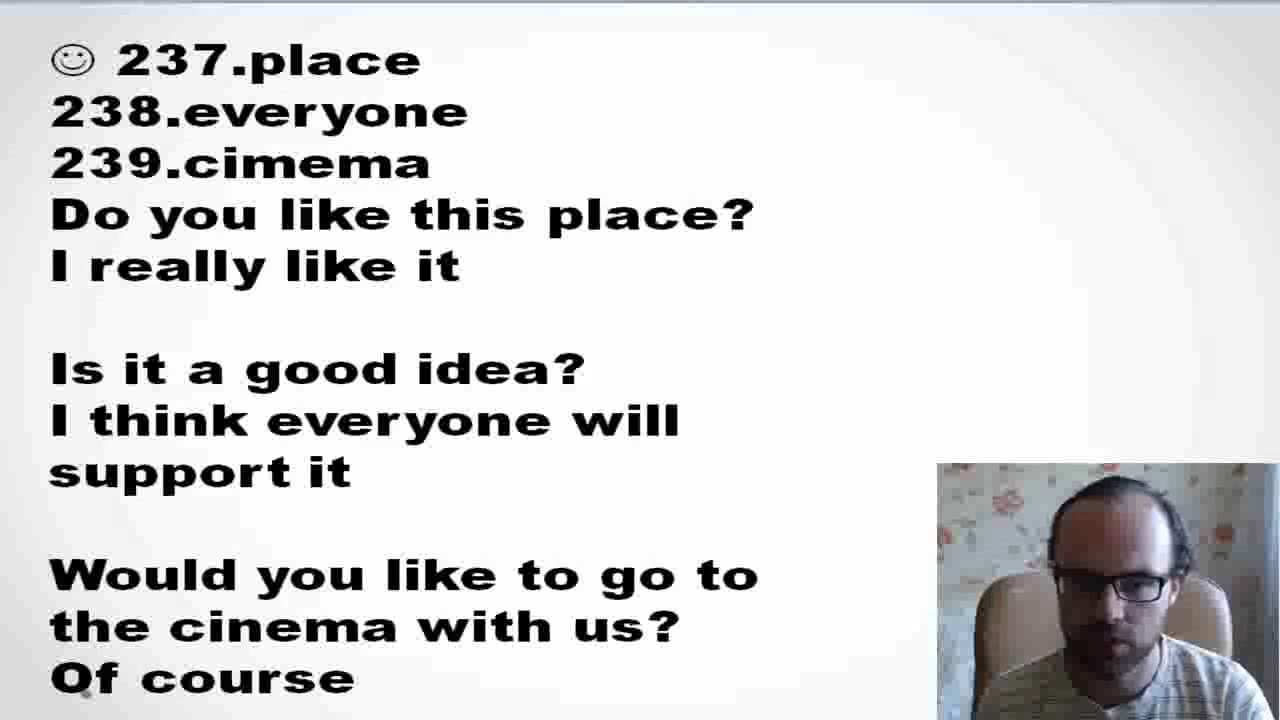 ☺ 237.place
238.everyone
239.cimema
Do you like this place?
I really like it
Is it a good idea?
I think everyone will
support it
Would you like to go to
the cinema with us?
Of course